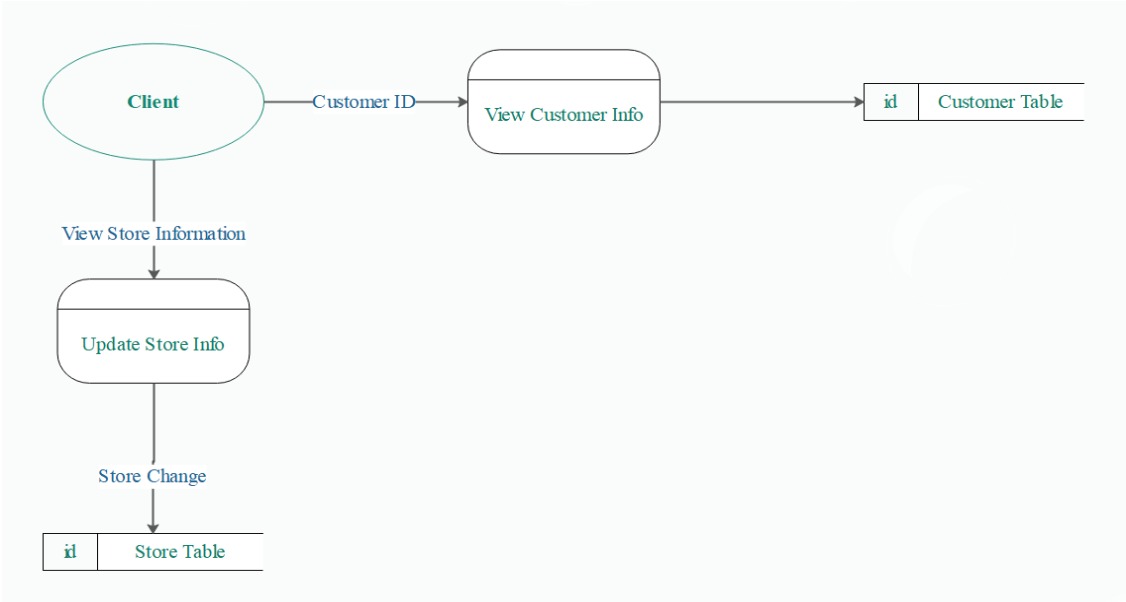 Client
Customer ID
View Customer Info
id
Customer Table
View Store Information
Update Store Info
Store Change
id
Store Table